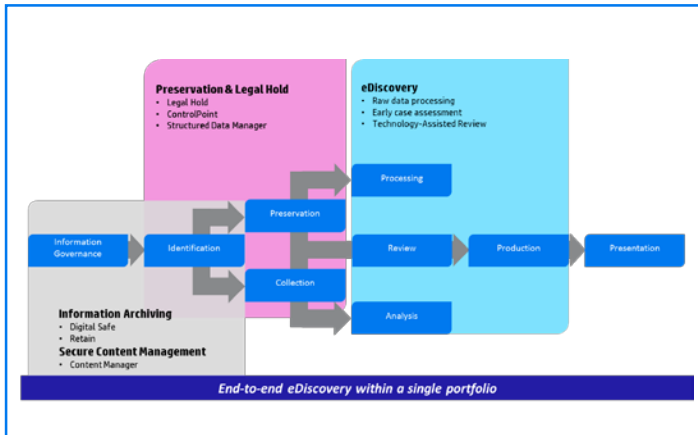 Preservation & Legal Hold
• Legal Hold
• ControlPoint
• Structured Data Manager
eDiscovery
• Raw data processing
• Early case assessment
• Technology-Assisted Review
Processing
Preservation
Information
Governance
Identification
Review
Production
Presentation
Collection
Analysis
Information Archiving
• Digital Safe
• Retain
Secure Content Management
• Content Manager
End-to-end eDiscovery within a single portfolio